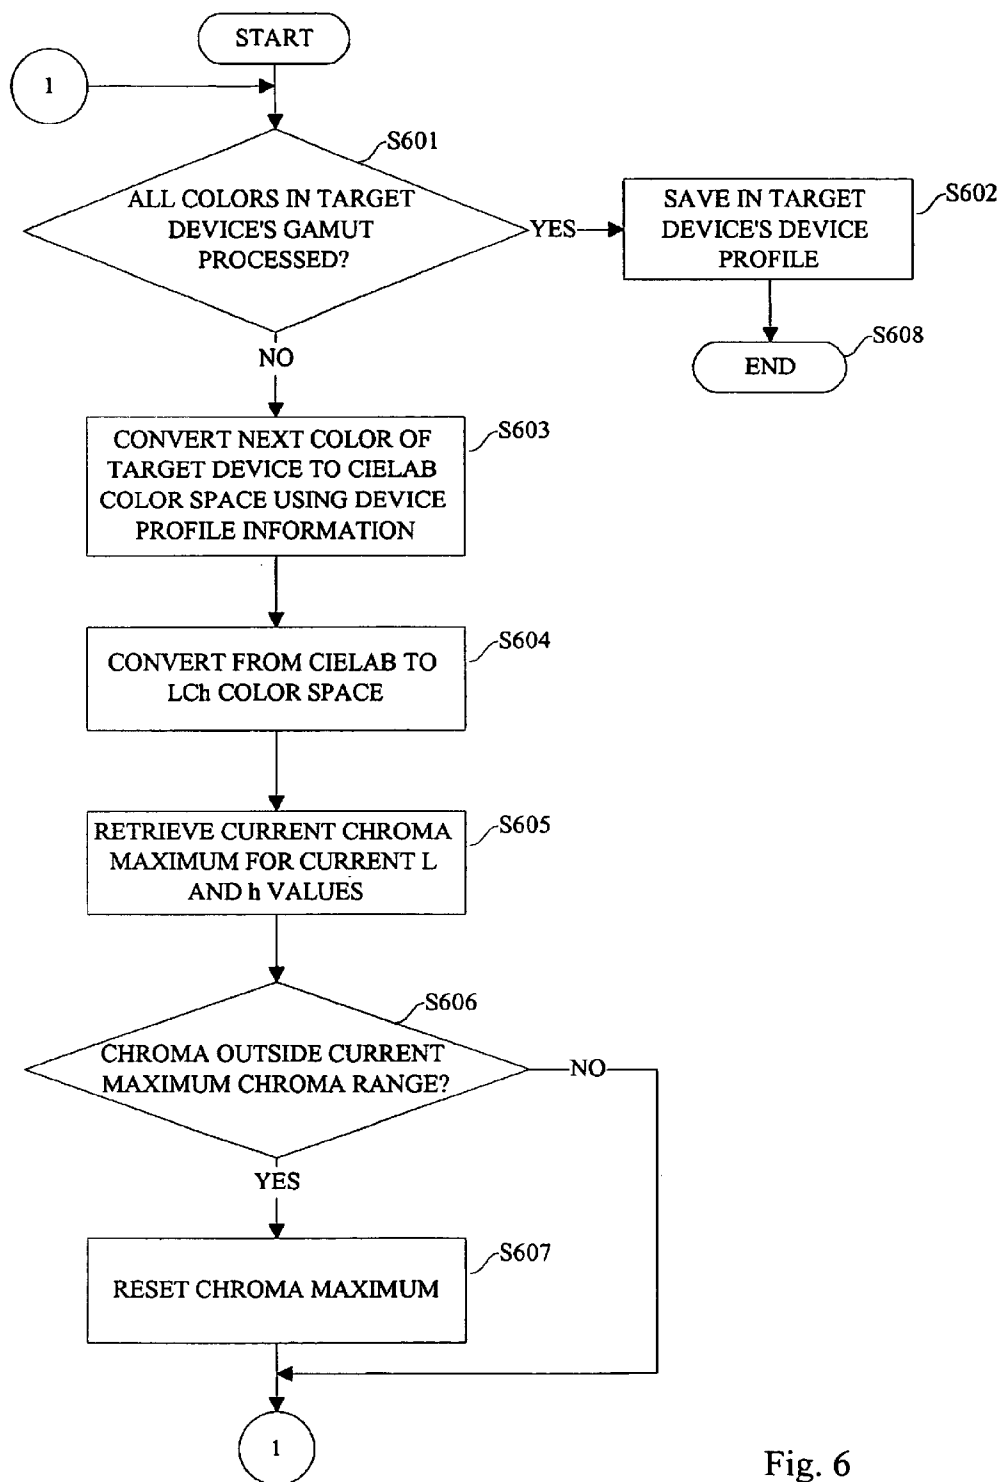 START
1
S601
ALL COLORS IN TARGET
DEVICE'S GAMUT
PROCESSED?
YES
SAVE IN TARGET
DEVICE'S DEVICE
PROFILE
S602
END
S608
NO
CONVERT NEXT COLOR OF
TARGET DEVICE TO CIELAB
COLOR SPACE USING DEVICE
PROFILE INFORMATION
S603
CONVERT FROM CIELAB TO
LCh COLOR SPACE
S604
RETRIEVE CURRENT CHROMA
MAXIMUM FOR CURRENT L
AND h VALUES
S605
S606
CHROMA OUTSIDE CURRENT
MAXIMUM CHROMA RANGE?
NO
YES
RESET CHROMA MAXIMUM
S607
1
Fig. 6